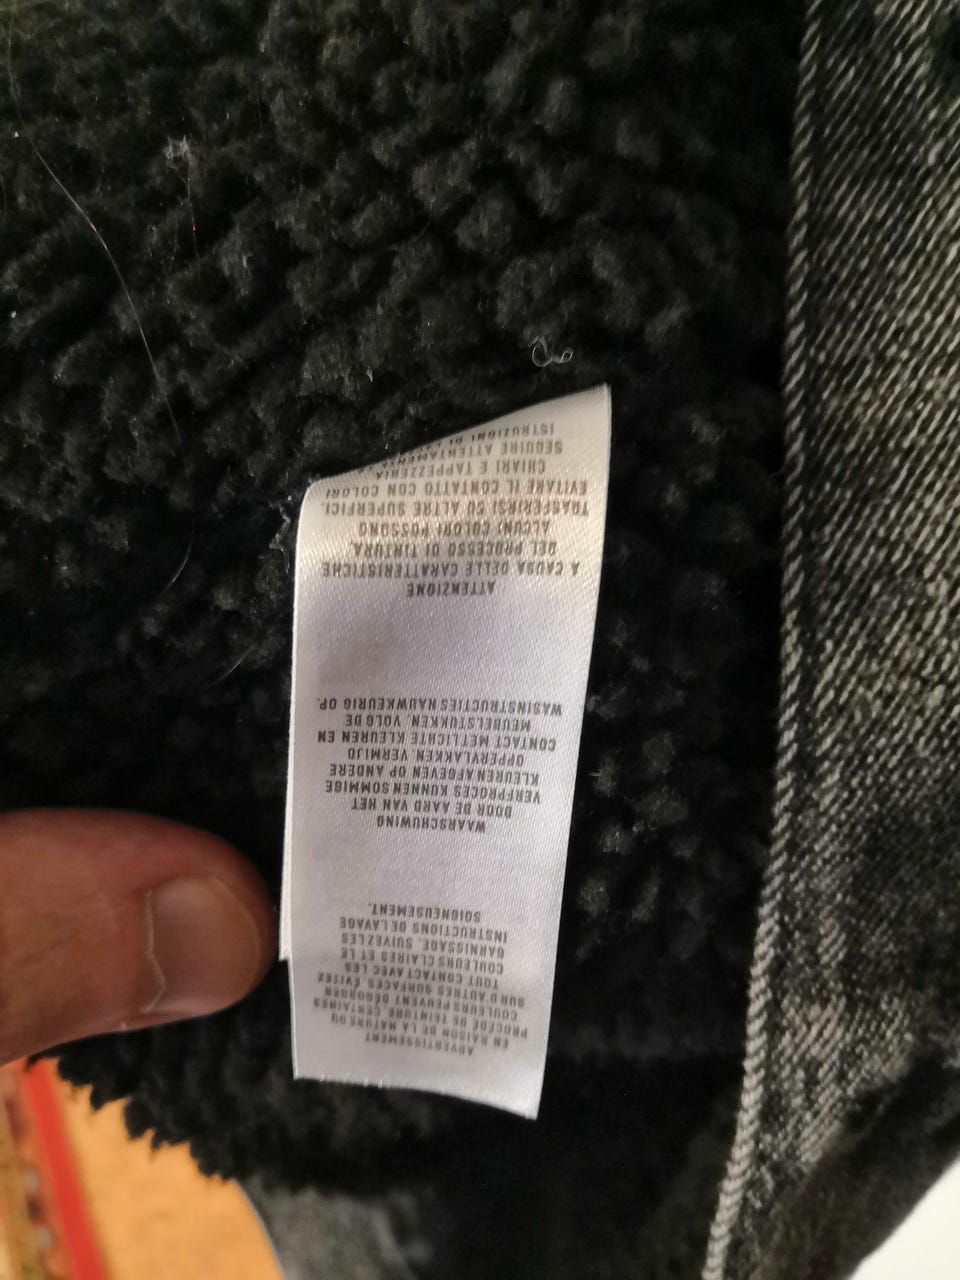 AVERTISSEMENT
EN RAISON DE LA NATURE DU
PROCÉDÉ DE TEINTURE, CERTAINES
COULEURS PEUVENT DÉGORGER
SUR D'AUTRES SURFACES. ÉVITEZ
TOUT CONTACT AVEC LES
COULEURS CLAIRES ET LE
GARNISSAGE. SUIVEZ LES
INSTRUCTIONS DE LAVAGE
SOIGNEUSEMENT.
WAARSCHUWING
DOOR DE AARD VAN HET
VERFPROCES KUNNEN SOMMIGE
KLEUREN AFGEVEN OP ANDERE
OPPERVLAKKEN. VERMIJD
CONTACT MET LICHTE KLEUREN EN
MEUBELSTUKKEN. VOLG DE
WASINSTRUCTIES NAUWKEURIG OP.
ATTENZIONE
A CAUSA DELLE CARATTERISTICHE
DEL PROCESSO DI TINTURA,
ALCUNI COLORI POSSONO
TRASFERIRSI SU ALTRE SUPERFICI.
EVITARE IL CONTATTO CON COLORI
CHIARI E TAPPEZZERIA
SEGUIRE ATTENTAMENTE
ISTRUZIONI DI